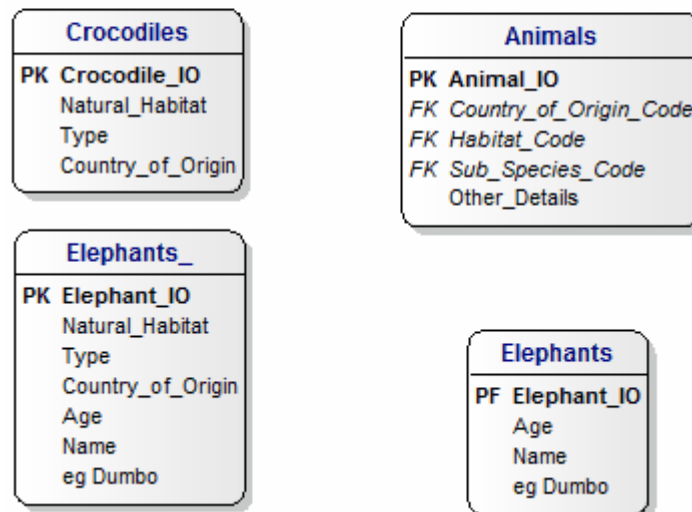 Crocodiles
PK Crocodile_IO
Natural_Habitat
Type
Country_of_Origin
Animals
PK Animal_IO
FK Country_of_Origin_Code
FK Habitat_Code
FK Sub_Species_Code
Other_Details
Elephants_
PK Elephant_IO
Natural_Habitat
Type
Country_of_Origin
Age
Name
eg Dumbo
Elephants
PF Elephant_IO
Age
Name
eg Dumbo